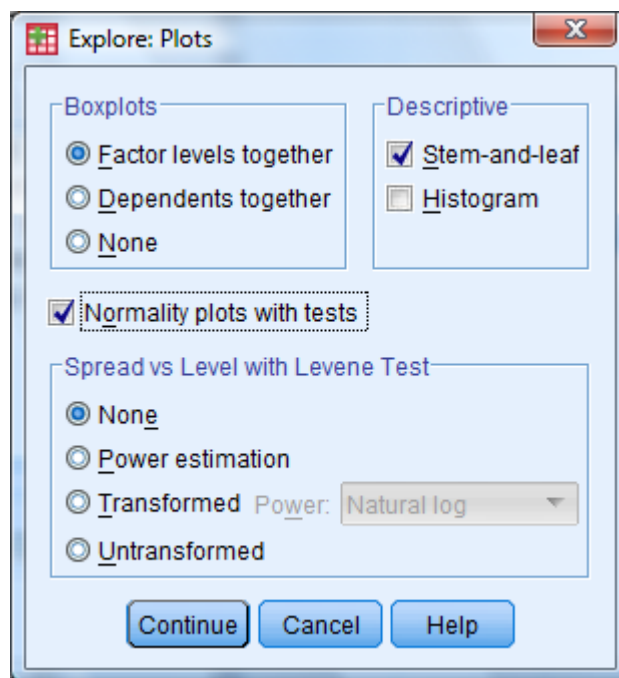 Explore: Plots
Boxplots
Factor levels together
Dependents together
None
Descriptive
Stem-and-leaf
Histogram
Normality plots with tests
Spread vs Level with Levene Test
None
Power estimation
Transformed Power: Natural log
Untransformed
Continue Cancel Help